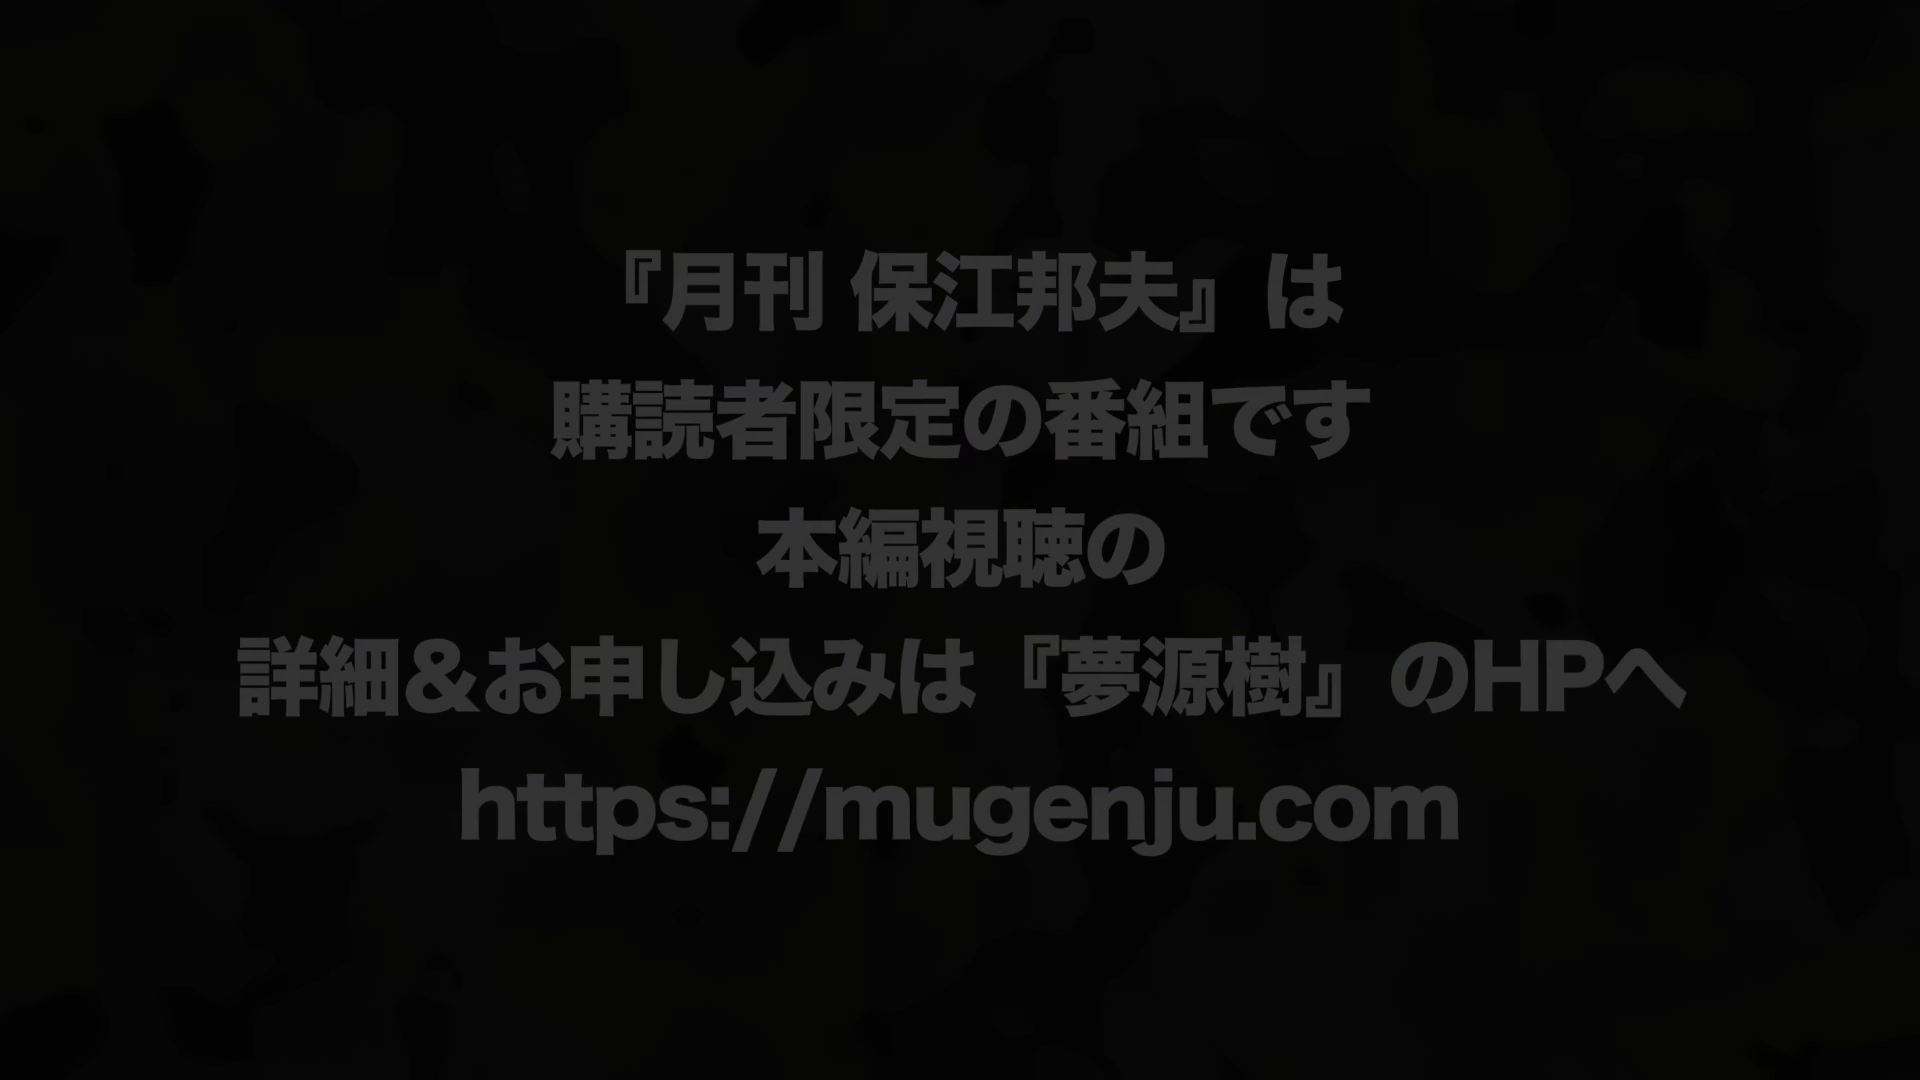 『月刊 保江邦夫』は
購読者限定の番組です
本編視聴の
詳細&お申し込みは『夢源樹』のHPへ
https://mugenju.com